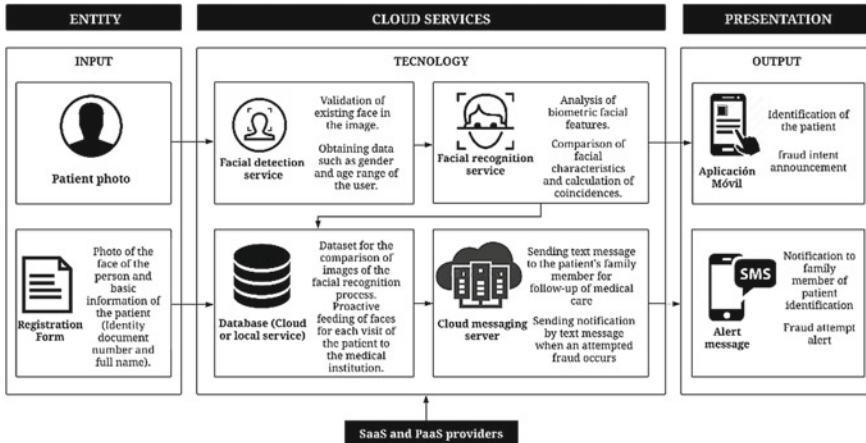 ENTITY
CLOUD SERVICES
PRESENTATION
INPUT
TECNOLOGY
OUTPUT
Patient photo
Facial detection
service
Validation of
existing face in
the image.
Obtaining data
such as gender
and age range
of the user.
Facial recognition
service
Analysis of
biometric facial
features.
Comparison of
facial
characteristics
and calculation of
coincidences.
Aplicación
Móvil
Identification of
the patient
fraud intent
announcement
Registration
Form
Photo of the
face of the
person and
basic
information of
the patient
(Identity
document
number and
full name).
Database (Cloud
or local service)
Dataset for the
comparison of
images of the
facial recognition
process.
Proactive
feeding of faces
for each visit of
the patient to
the medical
institution.
Cloud messaging
server
Sending text message
to the patient's family
member for
follow-up of medical
care
Sending notification
by text message
when an attempted
fraud occurs
SMS
Alert
message
Notification to
family
member of
patient
identification
Fraud attempt
alert
SaaS and PaaS providers